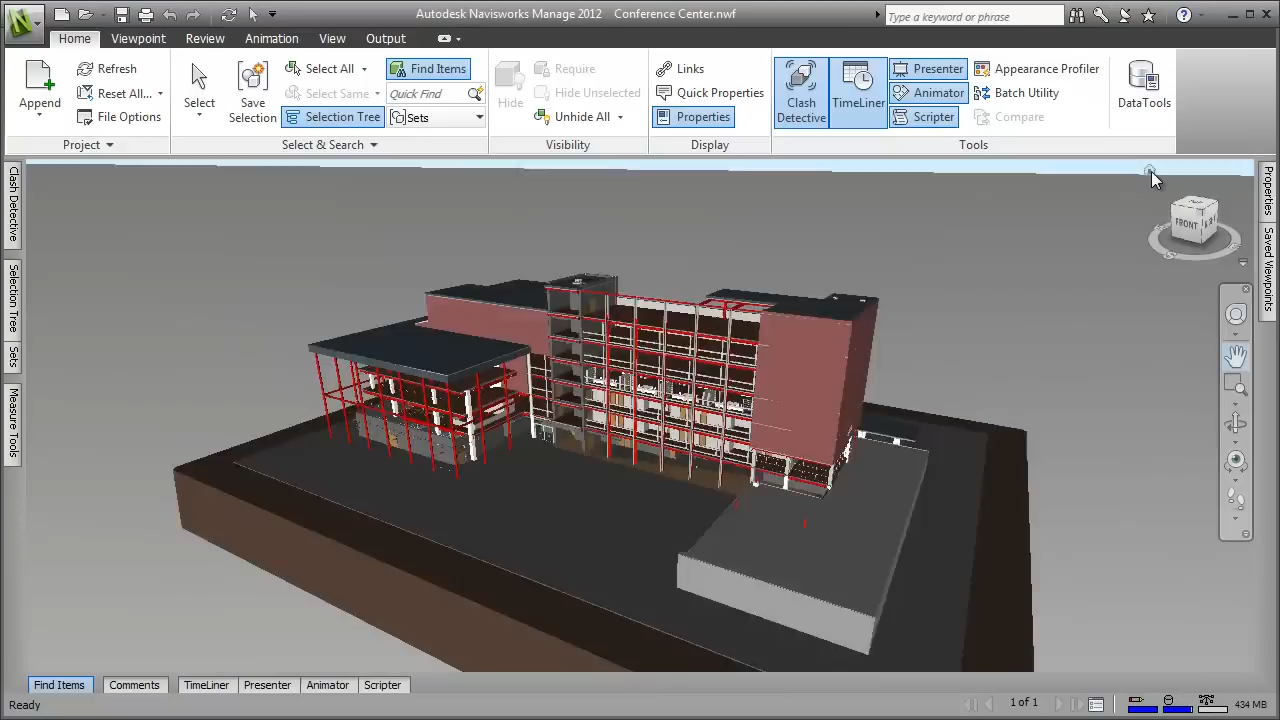 Autodesk Navisworks Manage 2012 Conference Center.nwf
Type a keyword or phrase
Home Viewpoint Review Animation View Output
Append
Refresh
Reset All...
File Options
Project
Select
Save Selection
Select All
Select Same
Selection Tree
Find Items
Quick Find
Sets
Select & Search
Hide
Require
Hide Unselected
Unhide All
Visibility
Links
Quick Properties
Properties
Display
Clash Detective
TimeLiner
Presenter
Animator
Scripter
Appearance Profiler
Batch Utility
Compare
DataTools
Tools
Clash Detective
Selection Tree
Sets
Measure Tools
FRONT
S
Properties
Saved Viewpoints
Find Items Comments TimeLiner Presenter Animator Scripter
Ready
1 of 1
434 MB